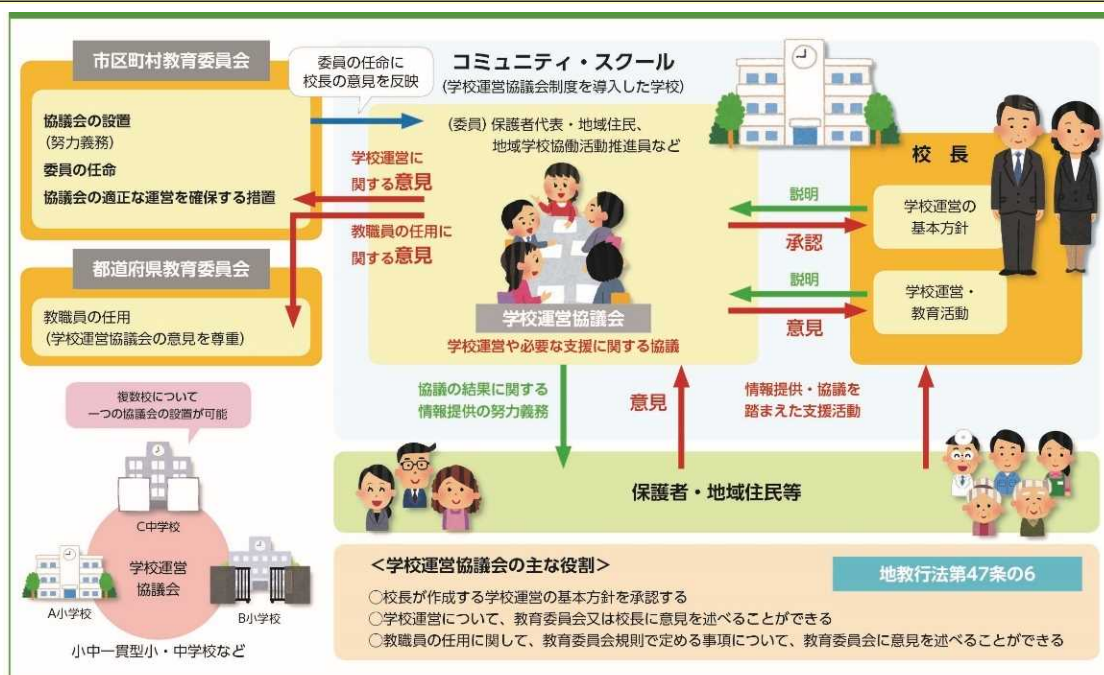 市区町村教育委員会
協議会の設置
(努力義務)
委員の任命
協議会の適正な運営を確保する措置
委員の任命に
校長の意見を反映
コミュニティ・スクール
(学校運営協議会制度を導入した学校)
(委員) 保護者代表・地域住民、
地域学校協働活動推進員など
学校運営に
関する意見
教職員の任用に
関する意見
学校運営協議会
学校運営や必要な支援に関する協議
校 長
説明
承認
学校運営の
基本方針
説明
意見
学校運営・
教育活動
都道府県教育委員会
教職員の任用
(学校運営協議会の意見を尊重)
協議の結果に関する
情報提供の努力義務
意見
情報提供・協議を
踏まえた支援活動
保護者・地域住民等
複数校について
一つの協議会の設置が可能
C中学校
学校運営
協議会
A小学校
B小学校
小中一貫型小・中学校など
<学校運営協議会の主な役割>
地教行法第47条の6
○校長が作成する学校運営の基本方針を承認する
○学校運営について、教育委員会又は校長に意見を述べることができる
○教職員の任用に関して、教育委員会規則で定める事項について、教育委員会に意見を述べることができる